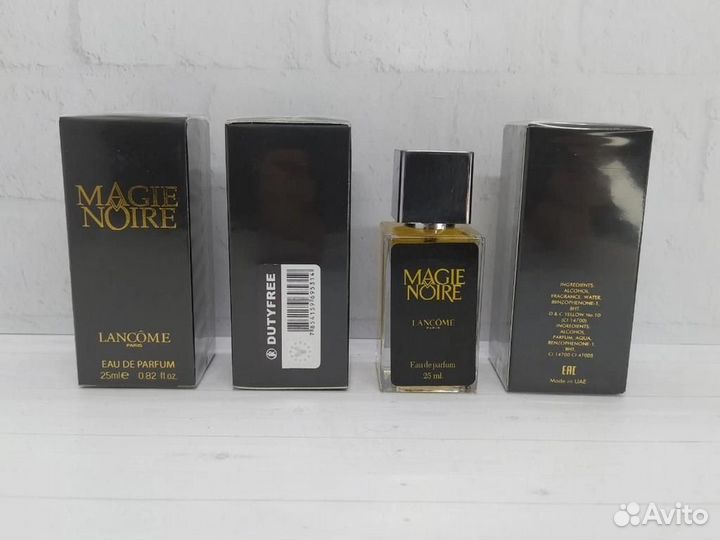 MAGIE
NOIRE
LANCÔME
PARIS
EAU DE PARFUM
25ml e 0.82 fl oz.
DUTYFREE
MAGIE
NOIRE
LANCÔME
PARIS
Eau de parfum
25 ml.
INGREDIENTS:
ALCOHOL,
FRAGRANCE, WATER,
BENZOPHENONE-1,
BHT.
D & C YELLOW No.10
(CI 14700)
INGREDIENTS:
ALCOHOL,
PARFUM, AQUA,
BENZOPHENONE-1,
BHT.
CI 14700 CI 47005
EAC
Made in UAE
Avito